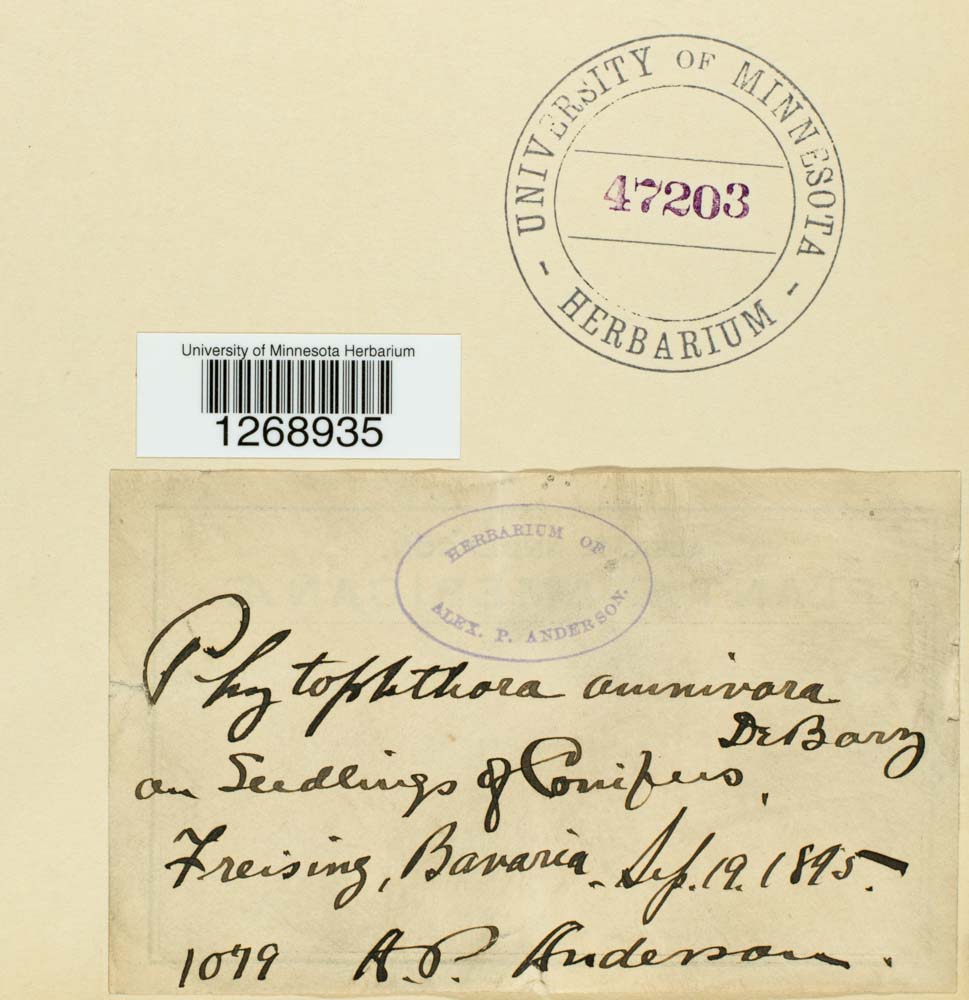 UNIVERSITY OF MINNESOTA
47203
- HERBARIUM -
University of Minnesota Herbarium
1268935
HERBARIUM OF
ALEX. P. ANDERSON.
Phytophthora omnivora
De Bary
on Seedlings of Conifers.
Freising, Bavaria. Sep. 19. 1895.
1079 A.P. Anderson.